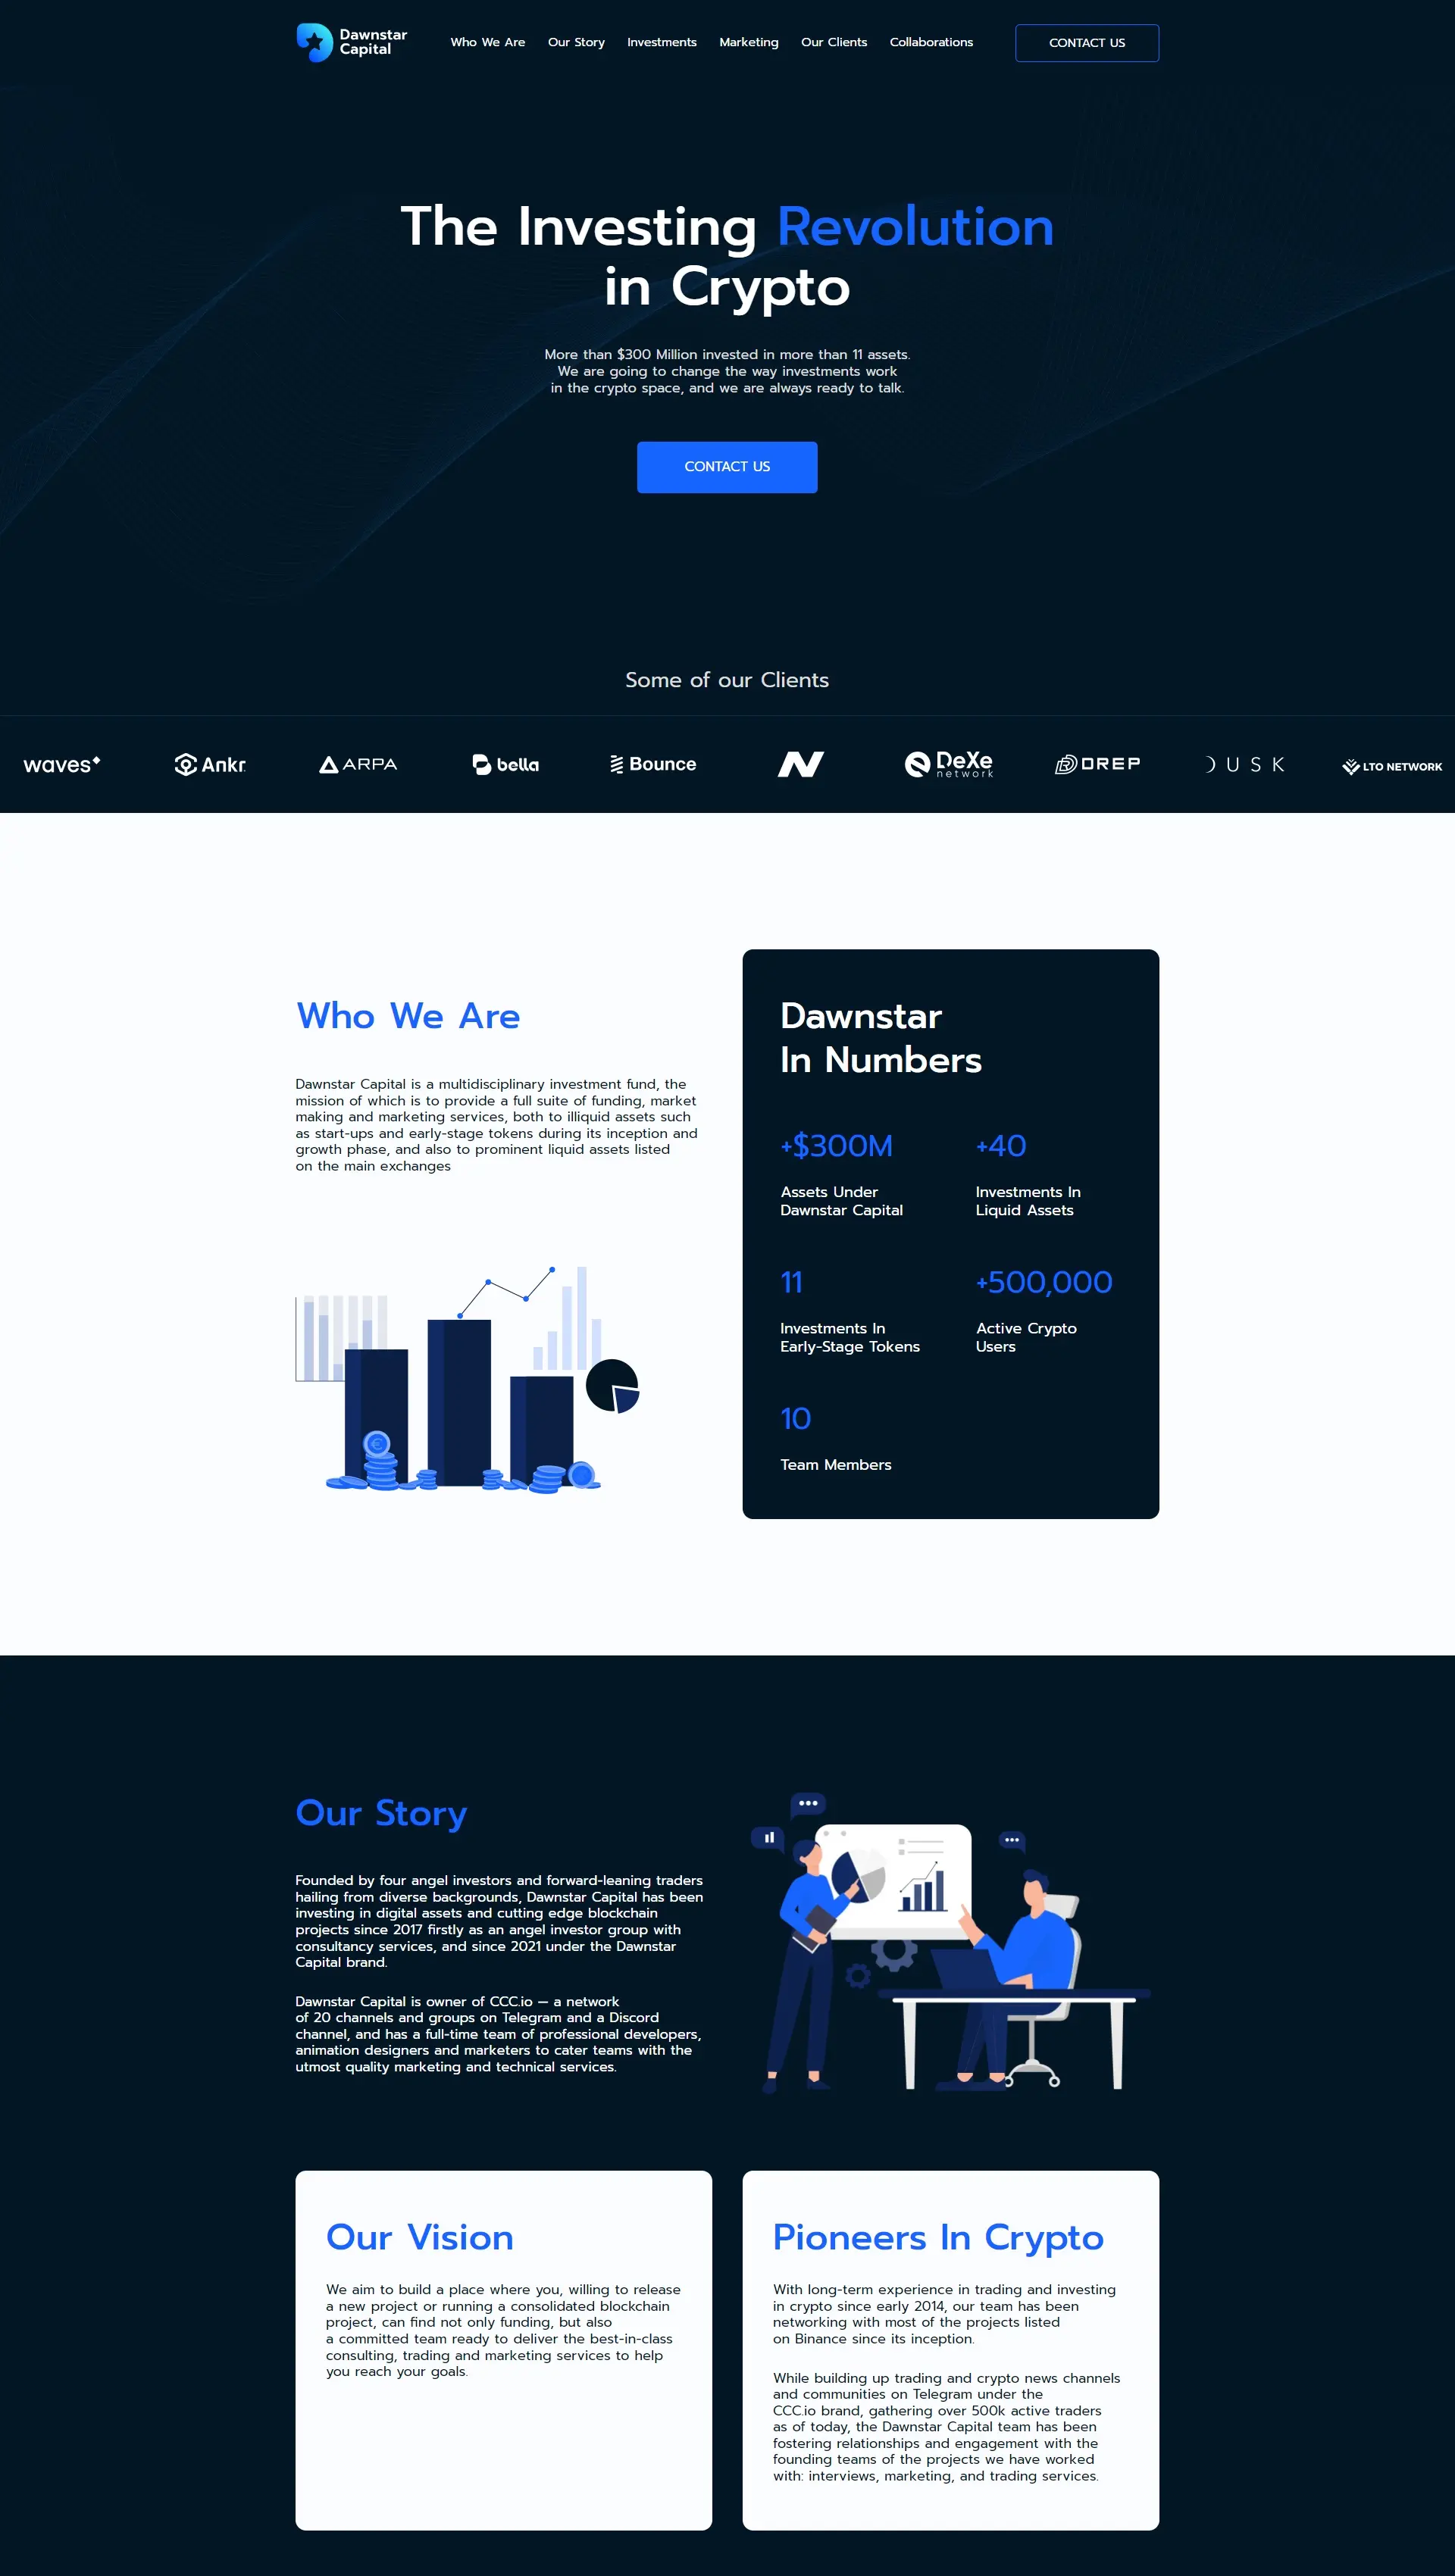 Dawnstar
Capital
Who We Are
Our Story
Investments
Marketing
Our Clients
Collaborations
CONTACT US
The Investing Revolution
in Crypto
More than $300 Million invested in more than 11 assets.
We are going to change the way investments work
in the crypto space, and we are always ready to talk.
CONTACT US
Some of our Clients
waves
Ankr
ARPA
bella
Bounce
DeXe
network
DREP
DUSK
LTO NETWORK
Who We Are
Dawnstar Capital is a multidisciplinary investment fund, the
mission of which is to provide a full suite of funding, market
making and marketing services, both to illiquid assets such
as start-ups and early-stage tokens during its inception and
growth phase, and also to prominent liquid assets listed
on the main exchanges
€
Dawnstar
In Numbers
+$300M
Assets Under
Dawnstar Capital
+40
Investments In
Liquid Assets
11
Investments In
Early-Stage Tokens
+500,000
Active Crypto
Users
10
Team Members
Our Story
Founded by four angel investors and forward-leaning traders
hailing from diverse backgrounds, Dawnstar Capital has been
investing in digital assets and cutting edge blockchain
projects since 2017 firstly as an angel investor group with
consultancy services, and since 2021 under the Dawnstar
Capital brand.
Dawnstar Capital is owner of CCC.io — a network
of 20 channels and groups on Telegram and a Discord
channel, and has a full-time team of professional developers,
animation designers and marketers to cater teams with the
utmost quality marketing and technical services.
Our Vision
We aim to build a place where you, willing to release
a new project or running a consolidated blockchain
project, can find not only funding, but also
a committed team ready to deliver the best-in-class
consulting, trading and marketing services to help
you reach your goals.
Pioneers In Crypto
With long-term experience in trading and investing
in crypto since early 2014, our team has been
networking with most of the projects listed
on Binance since its inception.
While building up trading and crypto news channels
and communities on Telegram under the
CCC.io brand, gathering over 500k active traders
as of today, the Dawnstar Capital team has been
fostering relationships and engagement with the
founding teams of the projects we have worked
with: interviews, marketing, and trading services.